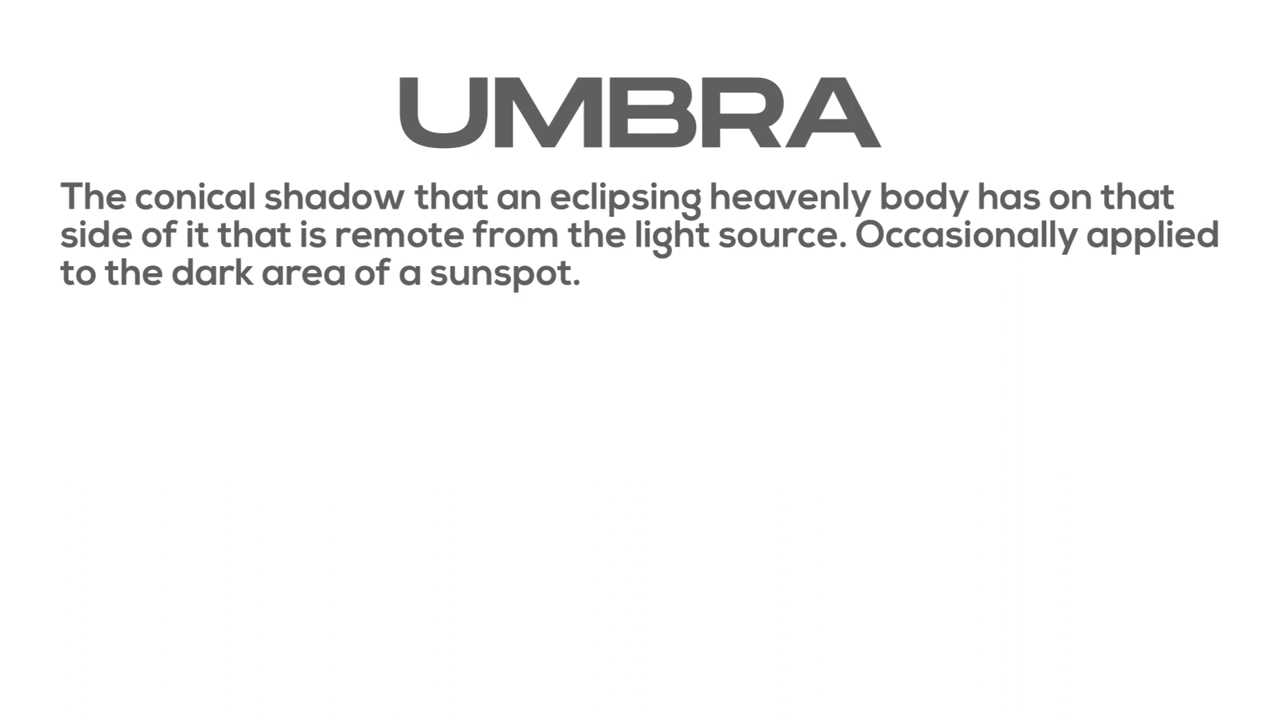 UMBRA
The conical shadow that an eclipsing heavenly body has on that
side of it that is remote from the light source. Occasionally applied
to the dark area of a sunspot.